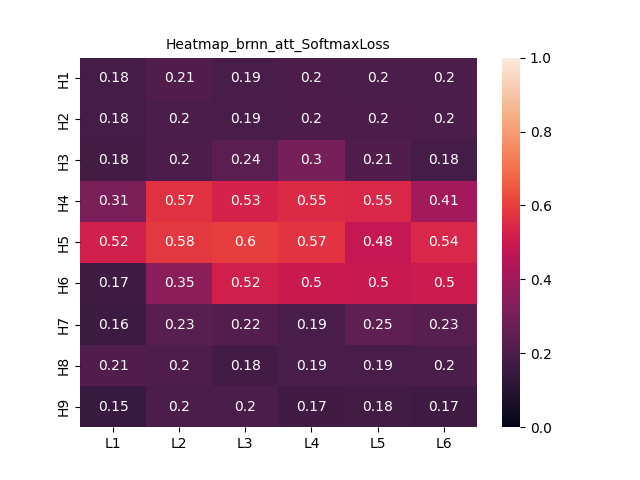 Heatmap_brnn_att_SoftmaxLoss
H1 0.18 0.21 0.19 0.2 0.2 0.2
H2 0.18 0.2 0.19 0.2 0.2 0.2
H3 0.18 0.2 0.24 0.3 0.21 0.18
H4 0.31 0.57 0.53 0.55 0.55 0.41
H5 0.52 0.58 0.6 0.57 0.48 0.54
H6 0.17 0.35 0.52 0.5 0.5 0.5
H7 0.16 0.23 0.22 0.19 0.25 0.23
H8 0.21 0.2 0.18 0.19 0.19 0.2
H9 0.15 0.2 0.2 0.17 0.18 0.17
L1 L2 L3 L4 L5 L6
1.0
0.8
0.6
0.4
0.2
0.0